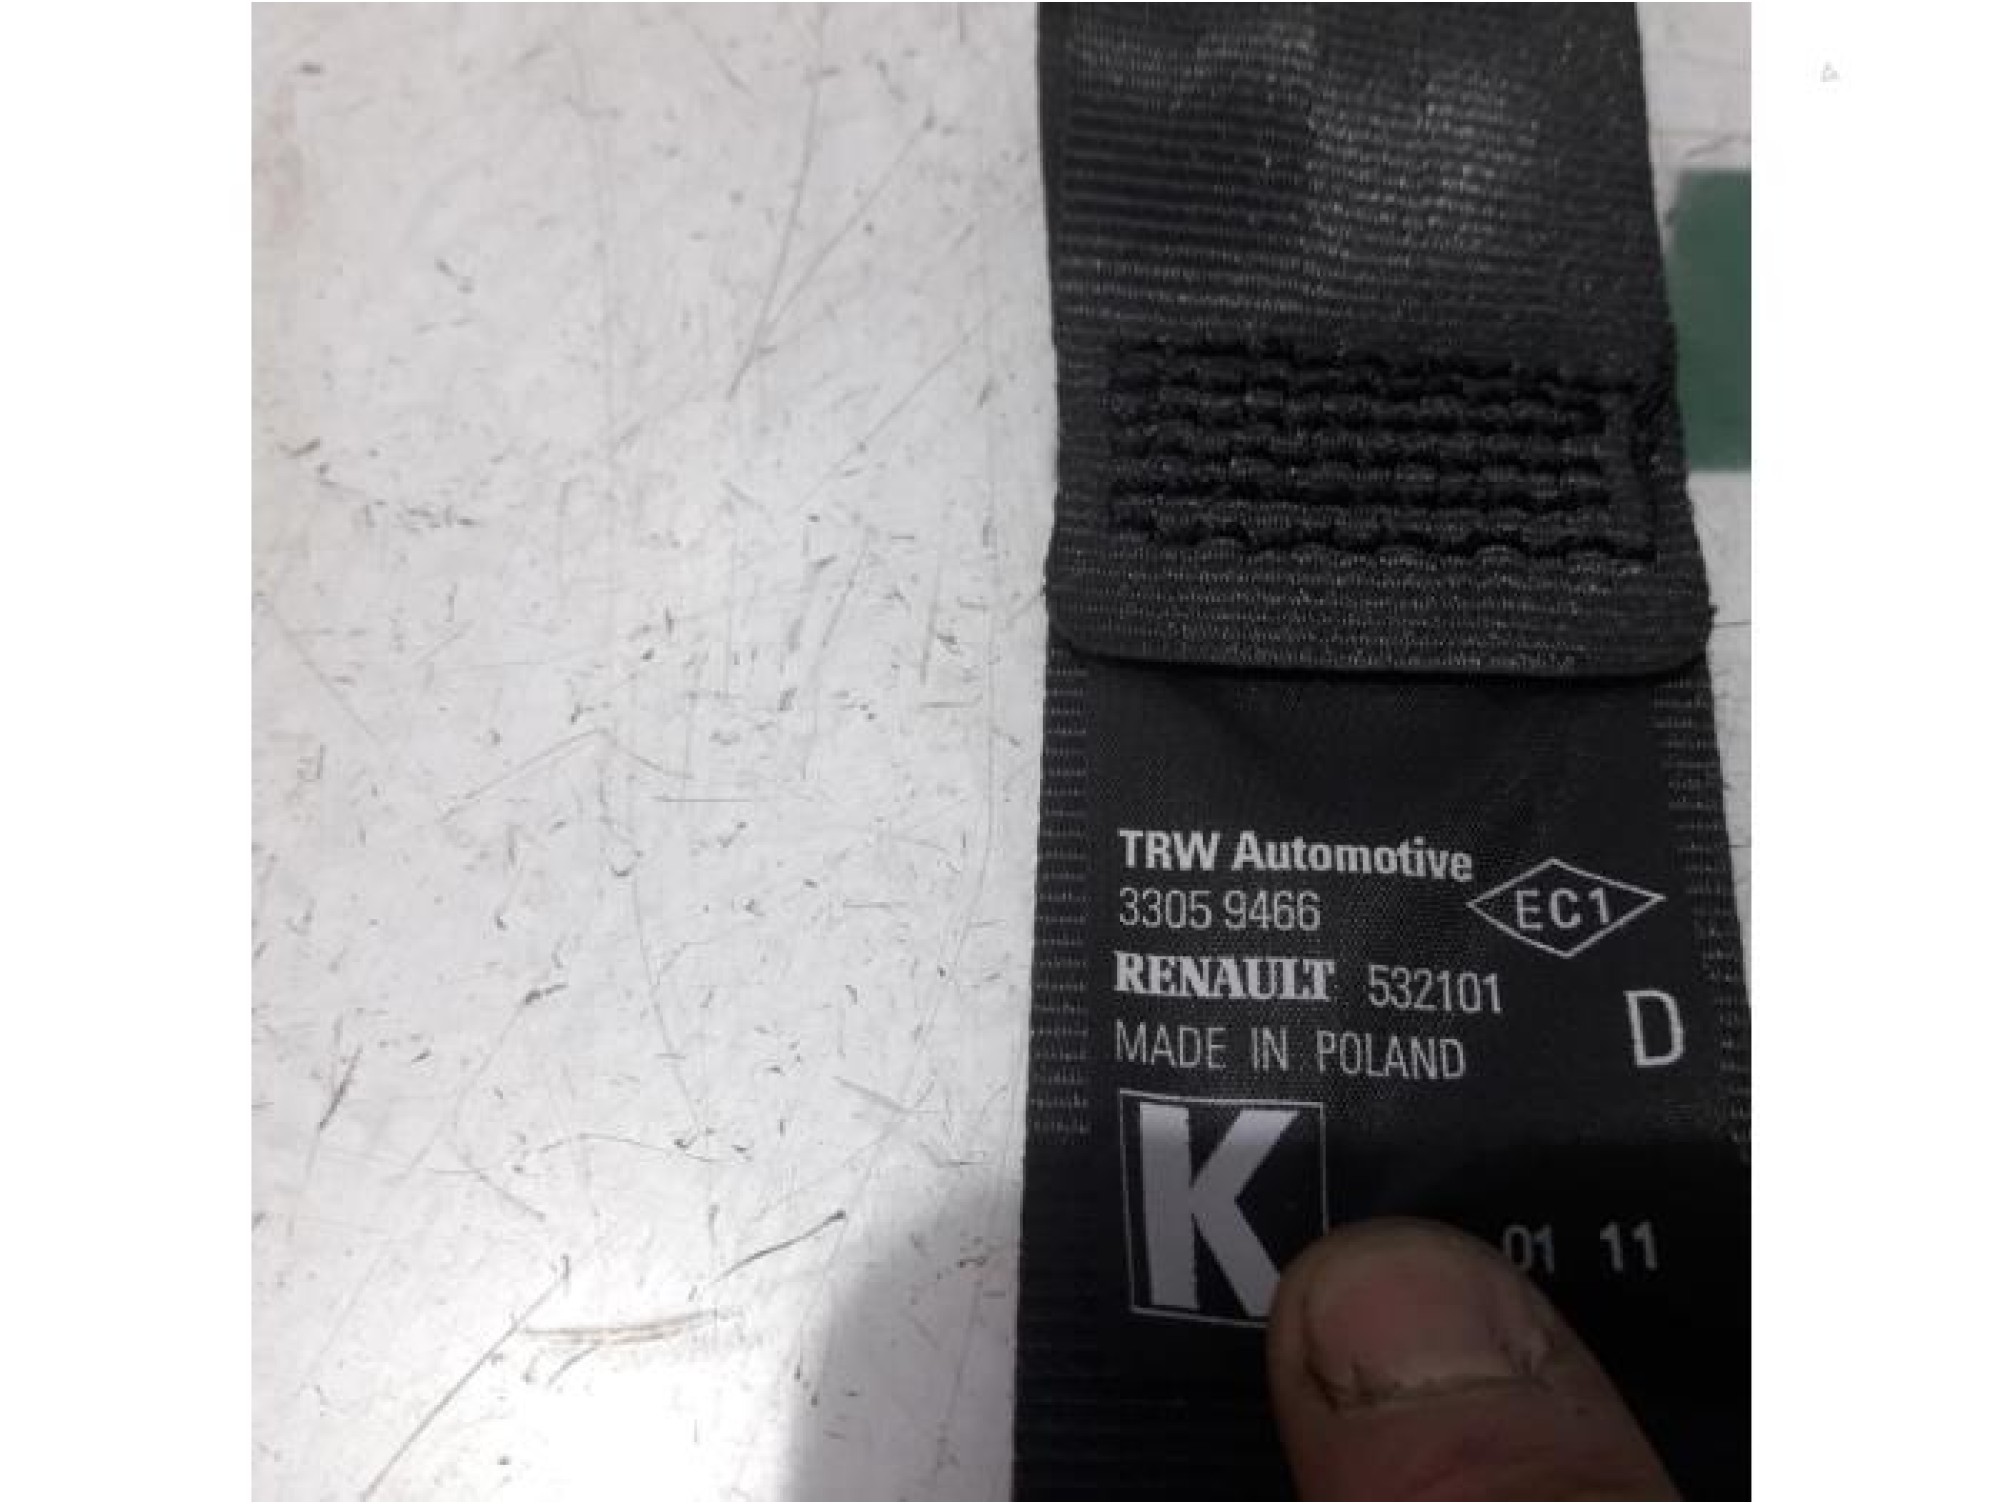 TRW Automotive
3305 9466
EC1
RENAULT 532101
D
MADE IN POLAND
K
01 11